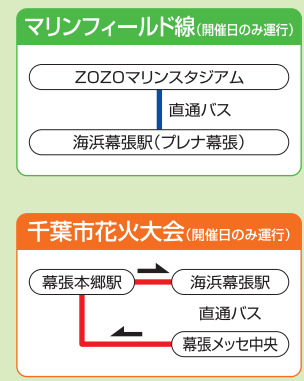 マリンフィールド線(開催日のみ運行)
ZOZOマリンスタジアム
直通バス
海浜幕張駅(プレナ幕張)
千葉市花火大会(開催日のみ運行)
幕張本郷駅
海浜幕張駅
直通バス
幕張メッセ中央